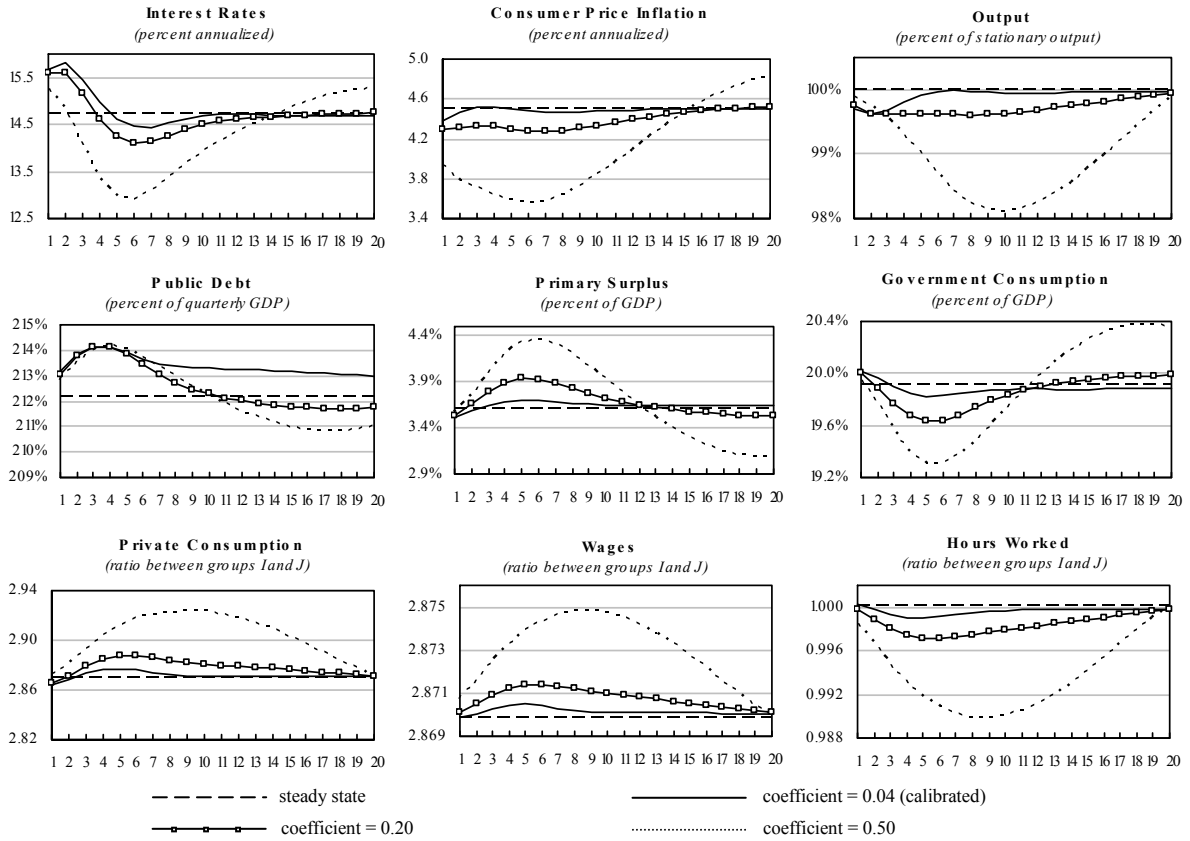 Interest Rates
(percent annualized)
15.5
14.5
13.5
12.5
1 2 3 4 5 6 7 8 9 10 11 12 13 14 15 16 17 18 19 20
Consumer Price Inflation
(percent annualized)
5.0
4.6
4.2
3.8
3.4
1 2 3 4 5 6 7 8 9 10 11 12 13 14 15 16 17 18 19 20
Output
(percent of stationary output)
100%
99%
98%
1 2 3 4 5 6 7 8 9 10 11 12 13 14 15 16 17 18 19 20
Public Debt
(percent of quarterly GDP)
215%
214%
213%
212%
211%
210%
209%
1 2 3 4 5 6 7 8 9 10 11 12 13 14 15 16 17 18 19 20
Primary Surplus
(percent of GDP)
4.4%
3.9%
3.4%
2.9%
1 2 3 4 5 6 7 8 9 10 11 12 13 14 15 16 17 18 19 20
Government Consumption
(percent of GDP)
20.4%
20.0%
19.6%
19.2%
1 2 3 4 5 6 7 8 9 10 11 12 13 14 15 16 17 18 19 20
Private Consumption
(ratio between groups I and J)
2.94
2.90
2.86
2.82
1 2 3 4 5 6 7 8 9 10 11 12 13 14 15 16 17 18 19 20
Wages
(ratio between groups I and J)
2.875
2.873
2.871
2.869
1 2 3 4 5 6 7 8 9 10 11 12 13 14 15 16 17 18 19 20
Hours Worked
(ratio between groups I and J)
1.000
0.996
0.992
0.988
1 2 3 4 5 6 7 8 9 10 11 12 13 14 15 16 17 18 19 20
steady state
coefficient = 0.04 (calibrated)
coefficient = 0.20
coefficient = 0.50